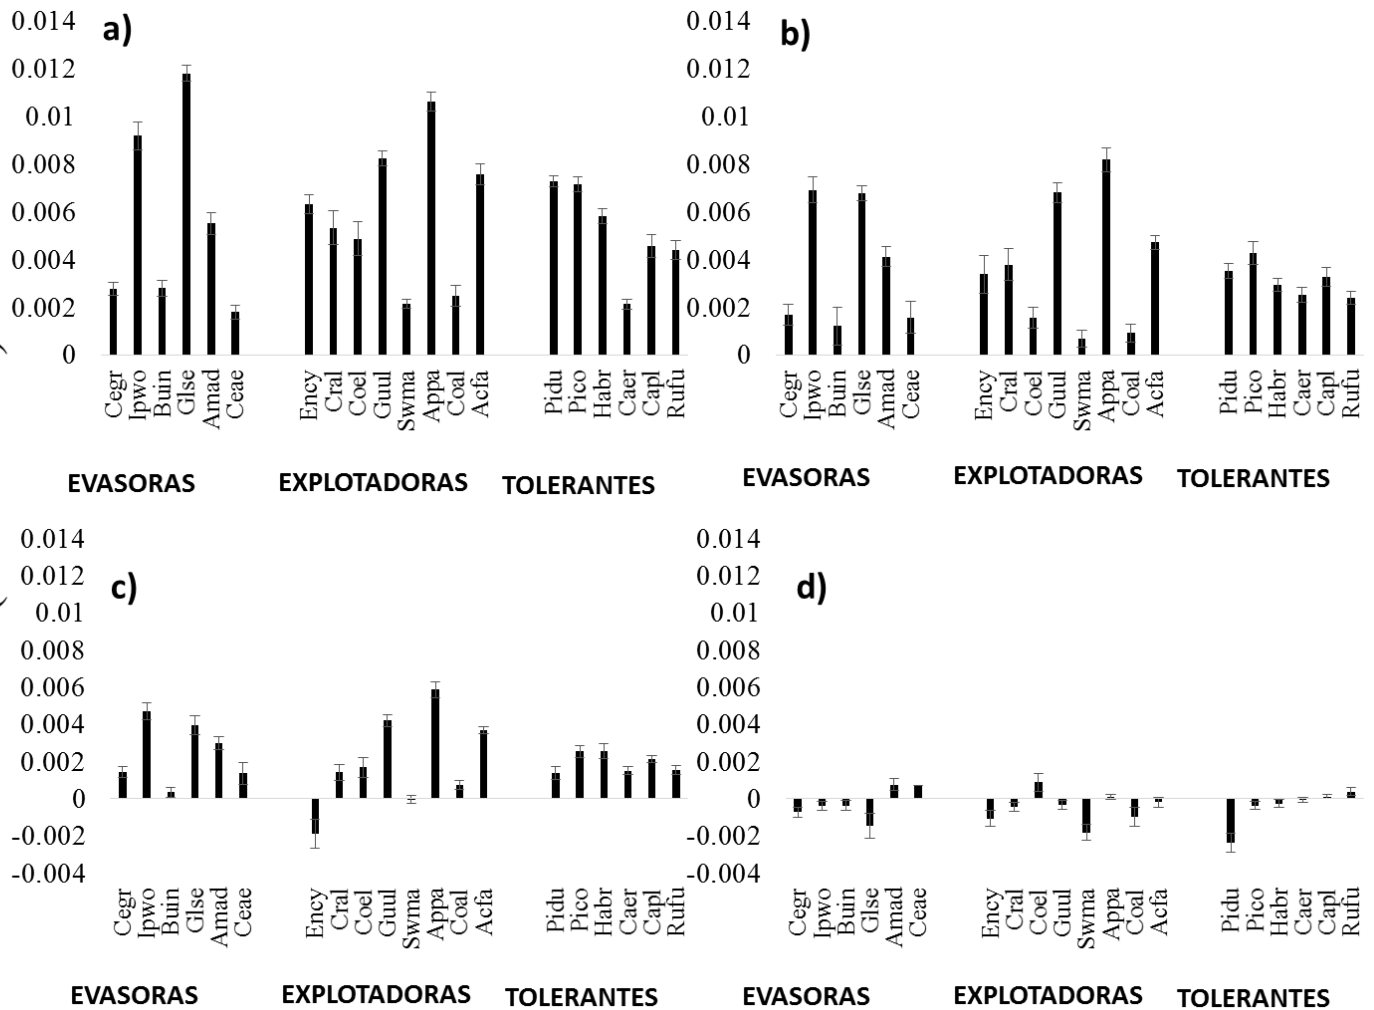 a)
0.014
0.012
0.01
0.008
0.006
0.004
0.002
0
Cegr
Ipwo
Buin
Glse
Amad
Ceae
Ency
Cral
Coel
Guul
Swma
Appa
Coal
Acfa
Pidu
Pico
Habr
Caer
Capl
Rufu
EVASORAS EXPLOTADORAS TOLERANTES
b)
0.014
0.012
0.01
0.008
0.006
0.004
0.002
0
Cegr
Ipwo
Buin
Glse
Amad
Ceae
Ency
Cral
Coel
Guul
Swma
Appa
Coal
Acfa
Pidu
Pico
Habr
Caer
Capl
Rufu
EVASORAS EXPLOTADORAS TOLERANTES
c)
0.014
0.012
0.01
0.008
0.006
0.004
0.002
0
-0.002
-0.004
Cegr
Ipwo
Buin
Glse
Amad
Ceae
Ency
Cral
Coel
Guul
Swma
Appa
Coal
Acfa
Pidu
Pico
Habr
Caer
Capl
Rufu
EVASORAS EXPLOTADORAS TOLERANTES
d)
0.014
0.012
0.01
0.008
0.006
0.004
0.002
0
-0.002
-0.004
Cegr
Ipwo
Buin
Glse
Amad
Ceae
Ency
Cral
Coel
Guul
Swma
Appa
Coal
Acfa
Pidu
Pico
Habr
Caer
Capl
Rufu
EVASORAS EXPLOTADORAS TOLERANTES